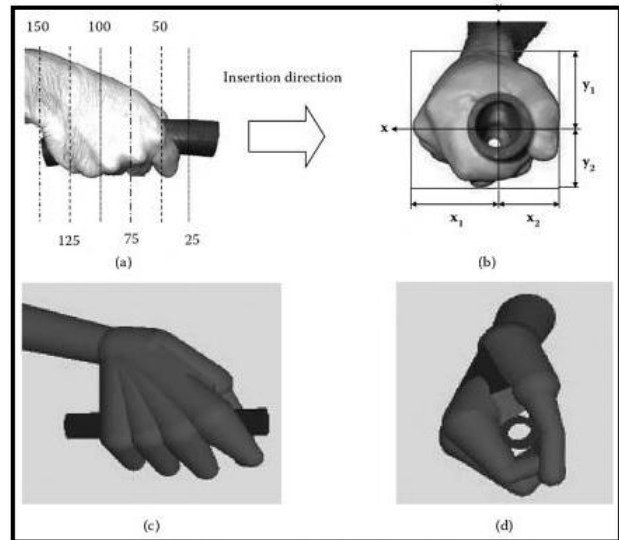 150 100 50
Insertion direction
125 75 25
(a)
x
y1
y2
x1 x2
(b)
(c)
(d)